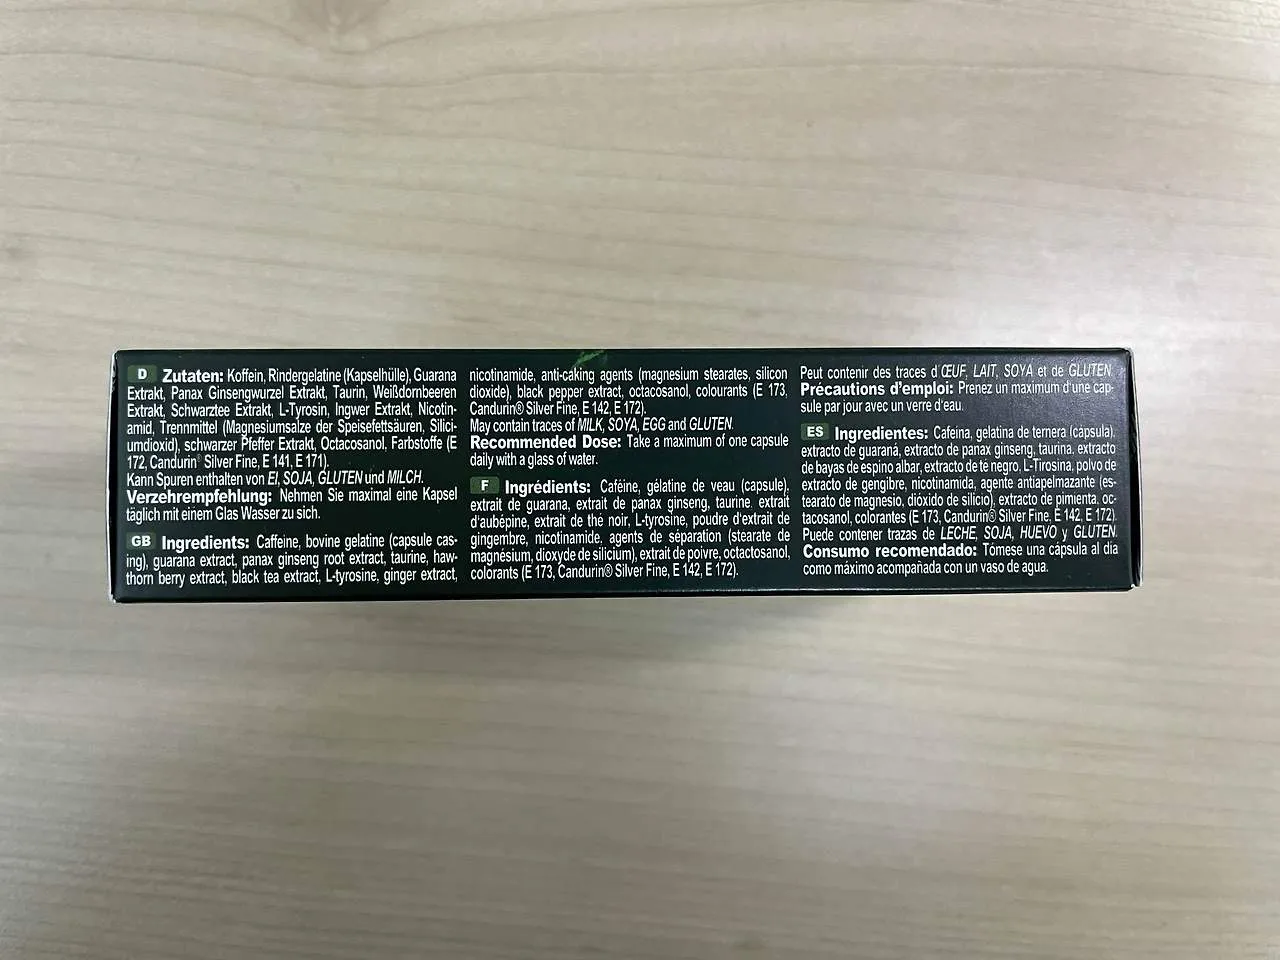 D Zutaten: Koffein, Rindergelatine (Kapselhülle), Guarana
Extrakt, Panax Ginsengwurzel Extrakt, Taurin, Weißdornbeeren
Extrakt, Schwarztee Extrakt, L-Tyrosin, Ingwer Extrakt, Nicotin-
amid, Trennmittel (Magnesiumsalze der Speisefettsäuren, Silici-
umdioxid), schwarzer Pfeffer Extrakt, Octacosanol, Farbstoffe (E
172, Candurin® Silver Fine, E 141, E 171).
Kann Spuren enthalten von EI, SOJA, GLUTEN und MILCH.
Verzehrempfehlung: Nehmen Sie maximal eine Kapsel
täglich mit einem Glas Wasser zu sich.
GB Ingredients: Caffeine, bovine gelatine (capsule cas-
ing), guarana extract, panax ginseng root extract, taurine, haw-
thorn berry extract, black tea extract, L-tyrosine, ginger extract,
nicotinamide, anti-caking agents (magnesium stearates, silicon
dioxide), black pepper extract, octacosanol, colourants (E 173,
Candurin® Silver Fine, E 142, E 172).
May contain traces of MILK, SOYA, EGG and GLUTEN.
Recommended Dose: Take a maximum of one capsule
daily with a glass of water.
F Ingrédients: Caféine, gélatine de veau (capsule),
extrait de guarana, extrait de panax ginseng, taurine, extrait
d'aubépine, extrait de thé noir, L-tyrosine, poudre d'extrait de
gingembre, nicotinamide, agents de séparation (stearate de
magnésium, dioxyde de silicium), extrait de poivre, octactosanol,
colorants (E 173, Candurin® Silver Fine, E 142, E 172).
Peut contenir des traces d'ŒUF, LAIT, SOYA et de GLUTEN.
Précautions d'emploi: Prenez un maximum d'une cap-
sule par jour avec un verre d'eau.
ES Ingredientes: Cafeína, gelatina de ternera (cápsula),
extracto de guaraná, extracto de panax ginseng, taurina, extracto
de bayas de espino albar, extracto de té negro, L-Tirosina, polvo de
extracto de gengibre, nicotinamida, agente antiapelmazante (es-
tearato de magnesio, dióxido de silicio), extracto de pimienta, oc-
tacosanol, colorantes (E 173, Candurin® Silver Fine, E 142, E 172).
Puede contener trazas de LECHE, SOJA, HUEVO y GLUTEN.
Consumo recomendado: Tómese una cápsula al día
como máximo acompañada con un vaso de agua.